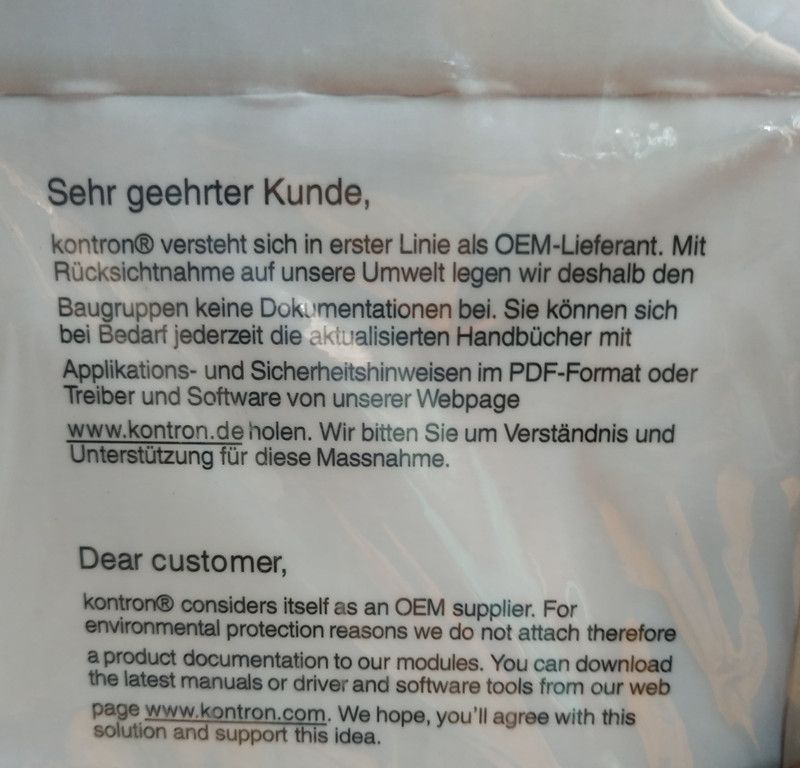 Sehr geehrter Kunde,
kontron® versteht sich in erster Linie als OEM-Lieferant. Mit
Rücksichtnahme auf unsere Umwelt legen wir deshalb den
Baugruppen keine Dokumentationen bei. Sie können sich
bei Bedarf jederzeit die aktualisierten Handbücher mit
Applikations- und Sicherheitshinweisen im PDF-Format oder
Treiber und Software von unserer Webpage
www.kontron.de holen. Wir bitten Sie um Verständnis und
Unterstützung für diese Massnahme.
Dear customer,
kontron® considers itself as an OEM supplier. For
environmental protection reasons we do not attach therefore
a product documentation to our modules. You can download
the latest manuals or driver and software tools from our web
page www.kontron.com. We hope, you'll agree with this
solution and support this idea.